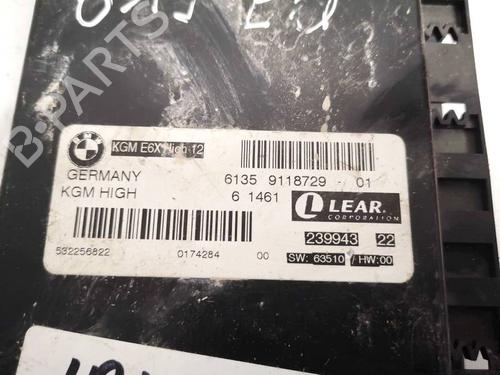 B-PARTS
KGM E6X High 12
GERMANY 6135 9118729 01
KGM HIGH 6 1461
LEAR
CORPORATION
239943 22
532256822 0174284 00 SW: 63510 / HW:00